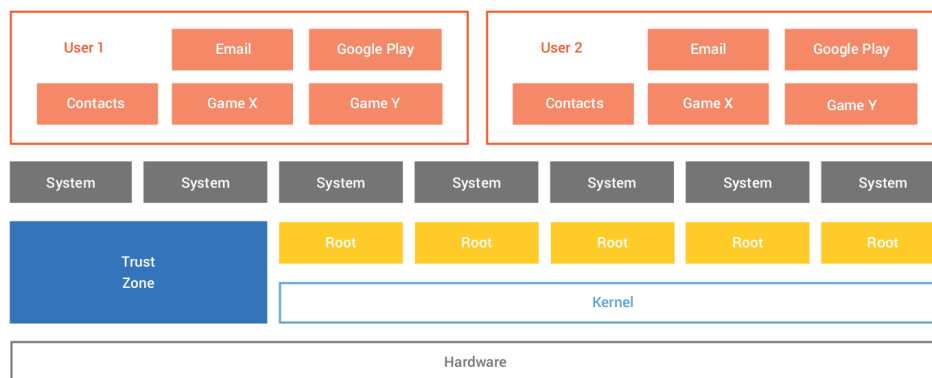 User 1
Email
Google Play
Contacts
Game X
Game Y
User 2
Email
Google Play
Contacts
Game X
Game Y
System
System
System
System
System
System
System
Trust
Zone
Root
Root
Root
Root
Root
Kernel
Hardware